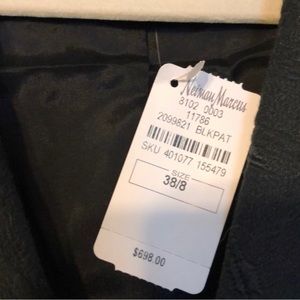 Neiman Marcus
8102 0003
11786
2099821 BLKPAT
SKU 401077 155479
SIZE
38/8
$698.00